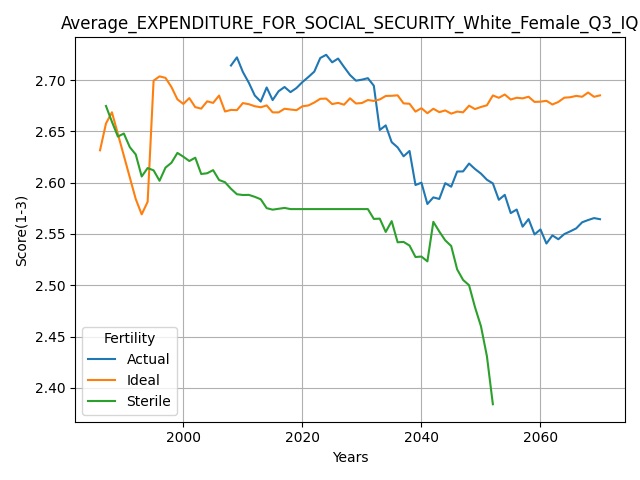 Average_EXPENDITURE_FOR_SOCIAL_SECURITY_White_Female_Q3_IQ
Score(1-3)
2.70
2.65
2.60
2.55
2.50
2.45
2.40
Fertility
Actual
Ideal
Sterile
2000
2020
2040
2060
Years